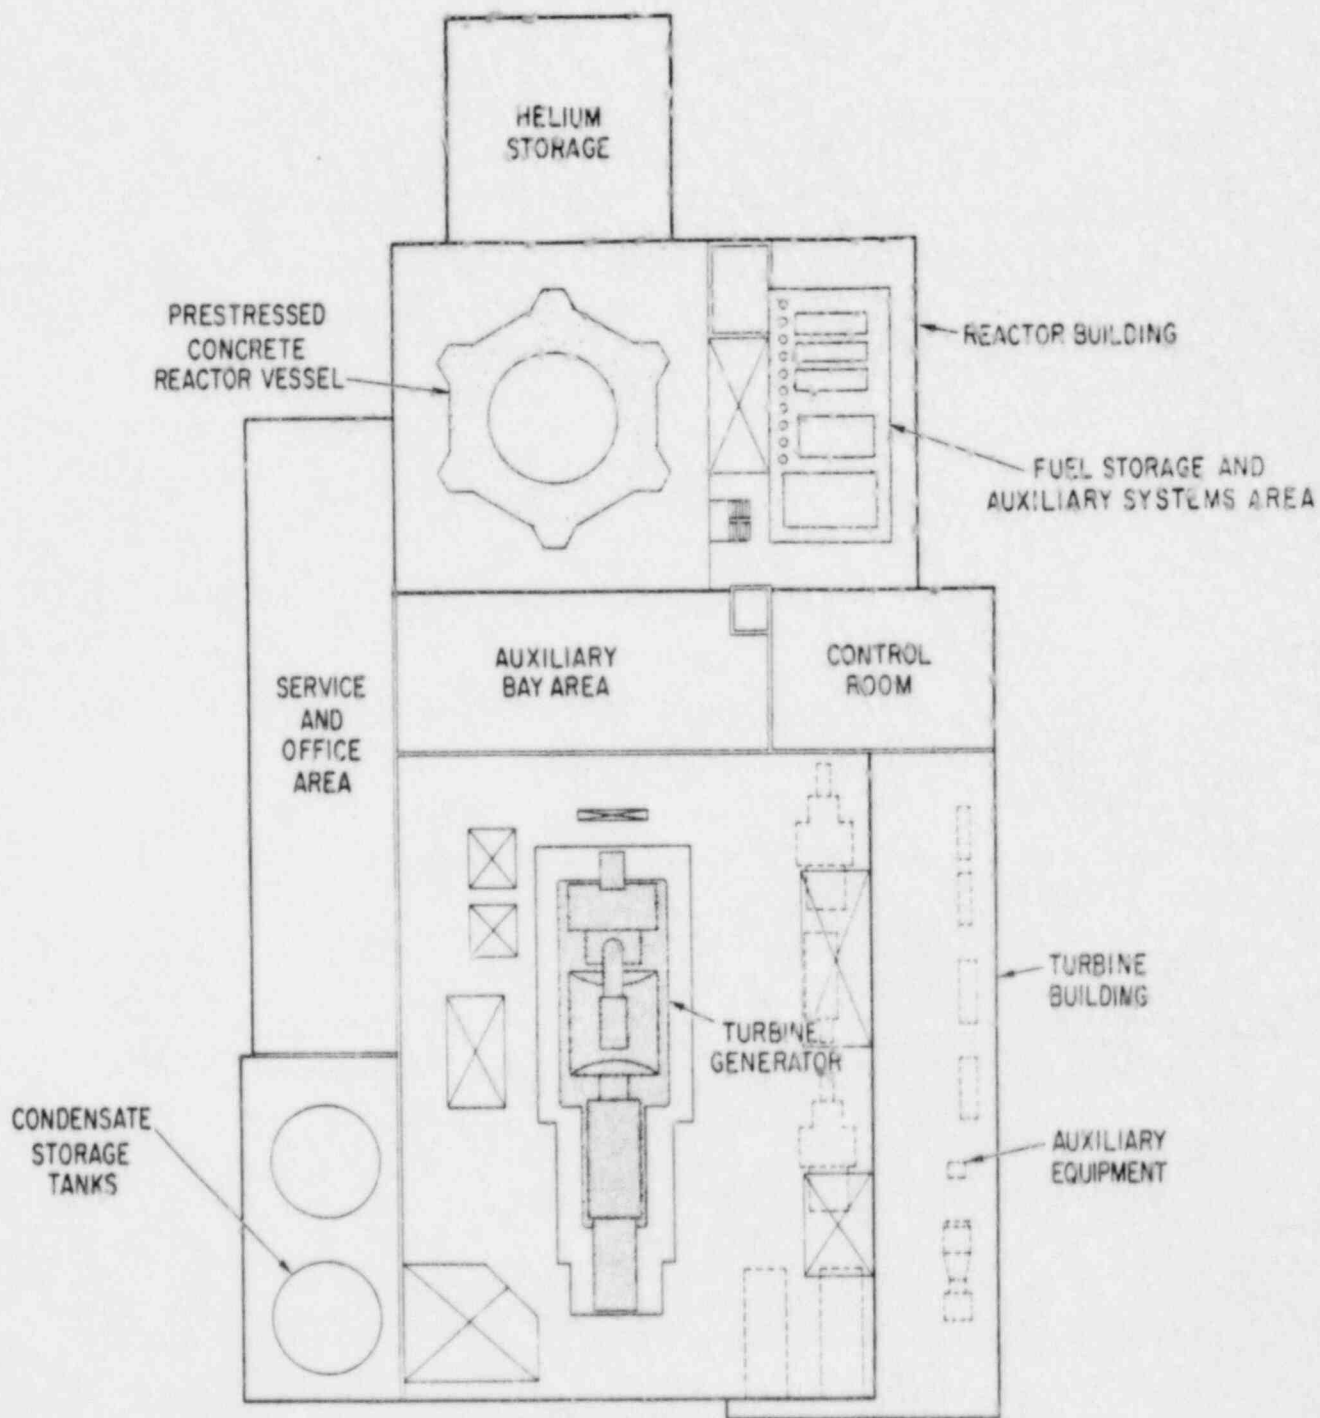 HELIUM
STORAGE
PRESTRESSED
CONCRETE
REACTOR VESSEL
REACTOR BUILDING
FUEL STORAGE AND
AUXILIARY SYSTEMS AREA
AUXILIARY
BAY AREA
CONTROL
ROOM
SERVICE
AND
OFFICE
AREA
TURBINE
BUILDING
TURBINE
GENERATOR
CONDENSATE
STORAGE
TANKS
AUXILIARY
EQUIPMENT